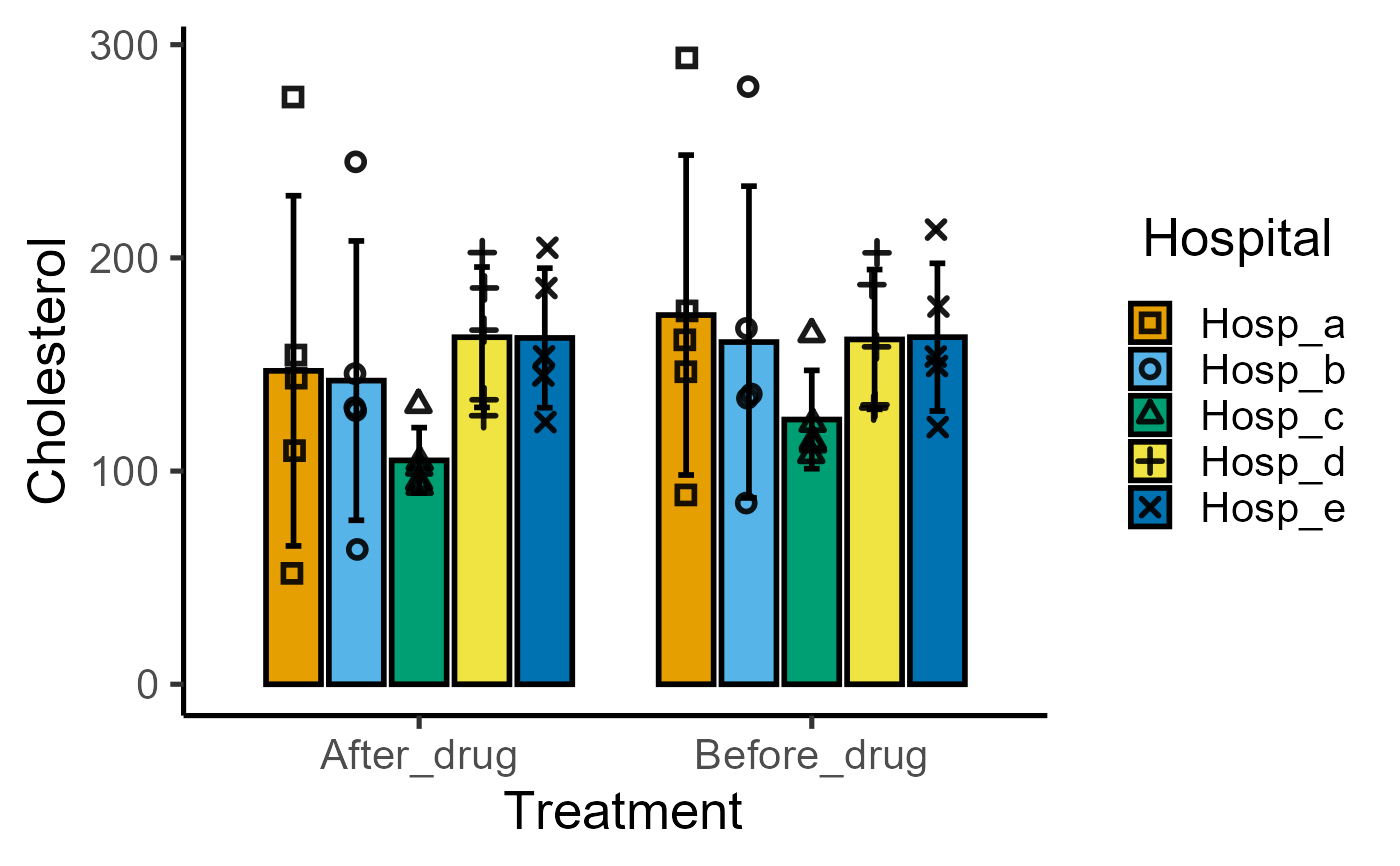 300
200
100
0
Cholesterol
After_drug
Before_drug
Treatment
Hospital
Hosp_a
Hosp_b
Hosp_c
Hosp_d
Hosp_e